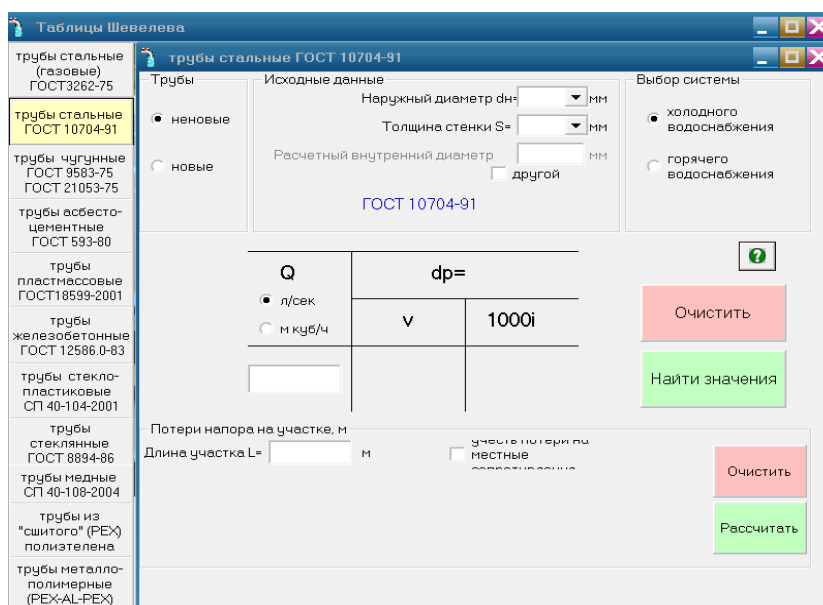 Таблицы Шевелева
трубы стальные
(газовые)
ГОСТ3262-75
трубы стальные
ГОСТ 10704-91
трубы чугунные
ГОСТ 9583-75
ГОСТ 21053-75
трубы асбесто-
цементные
ГОСТ 593-80
трубы
пластмассовые
ГОСТ18599-2001
трубы
железобетонные
ГОСТ 12586.0-83
трубы стекло-
пластиковые
СП 40-104-2001
трубы
стеклянные
ГОСТ 8894-86
трубы медные
СП 40-108-2004
трубы из
"сшитого" (PEX)
полиэтелена
трубы металло-
полимерные
(PEX-AL-PEX)
трубы стальные ГОСТ 10704-91
Трубы
неновые
новые
Исходные данные
Наружный диаметр dн= мм
Толщина стенки S= мм
Расчетный внутренний диаметр мм
другой
ГОСТ 10704-91
Выбор системы
холодного
водоснабжения
горячего
водоснабжения
Q
л/сек
м куб/ч
dр=
v
1000i
?
Очистить
Найти значения
Потери напора на участке, м
Длина участка L= м
учесть потери на
местные
сопротивления
Очистить
Рассчитать